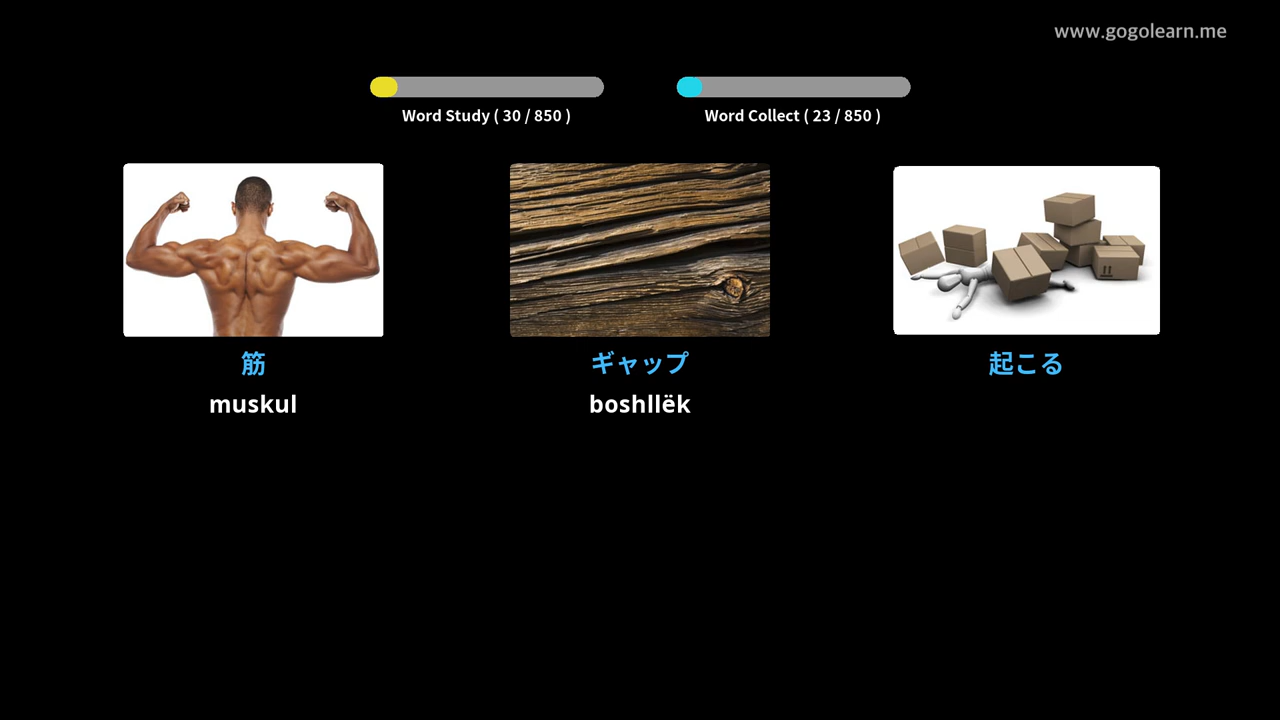 www.gogolearn.me
Word Study ( 30 / 850 )
Word Collect ( 23 / 850 )
筋
ギャップ
起こる
muskul
boshllëk